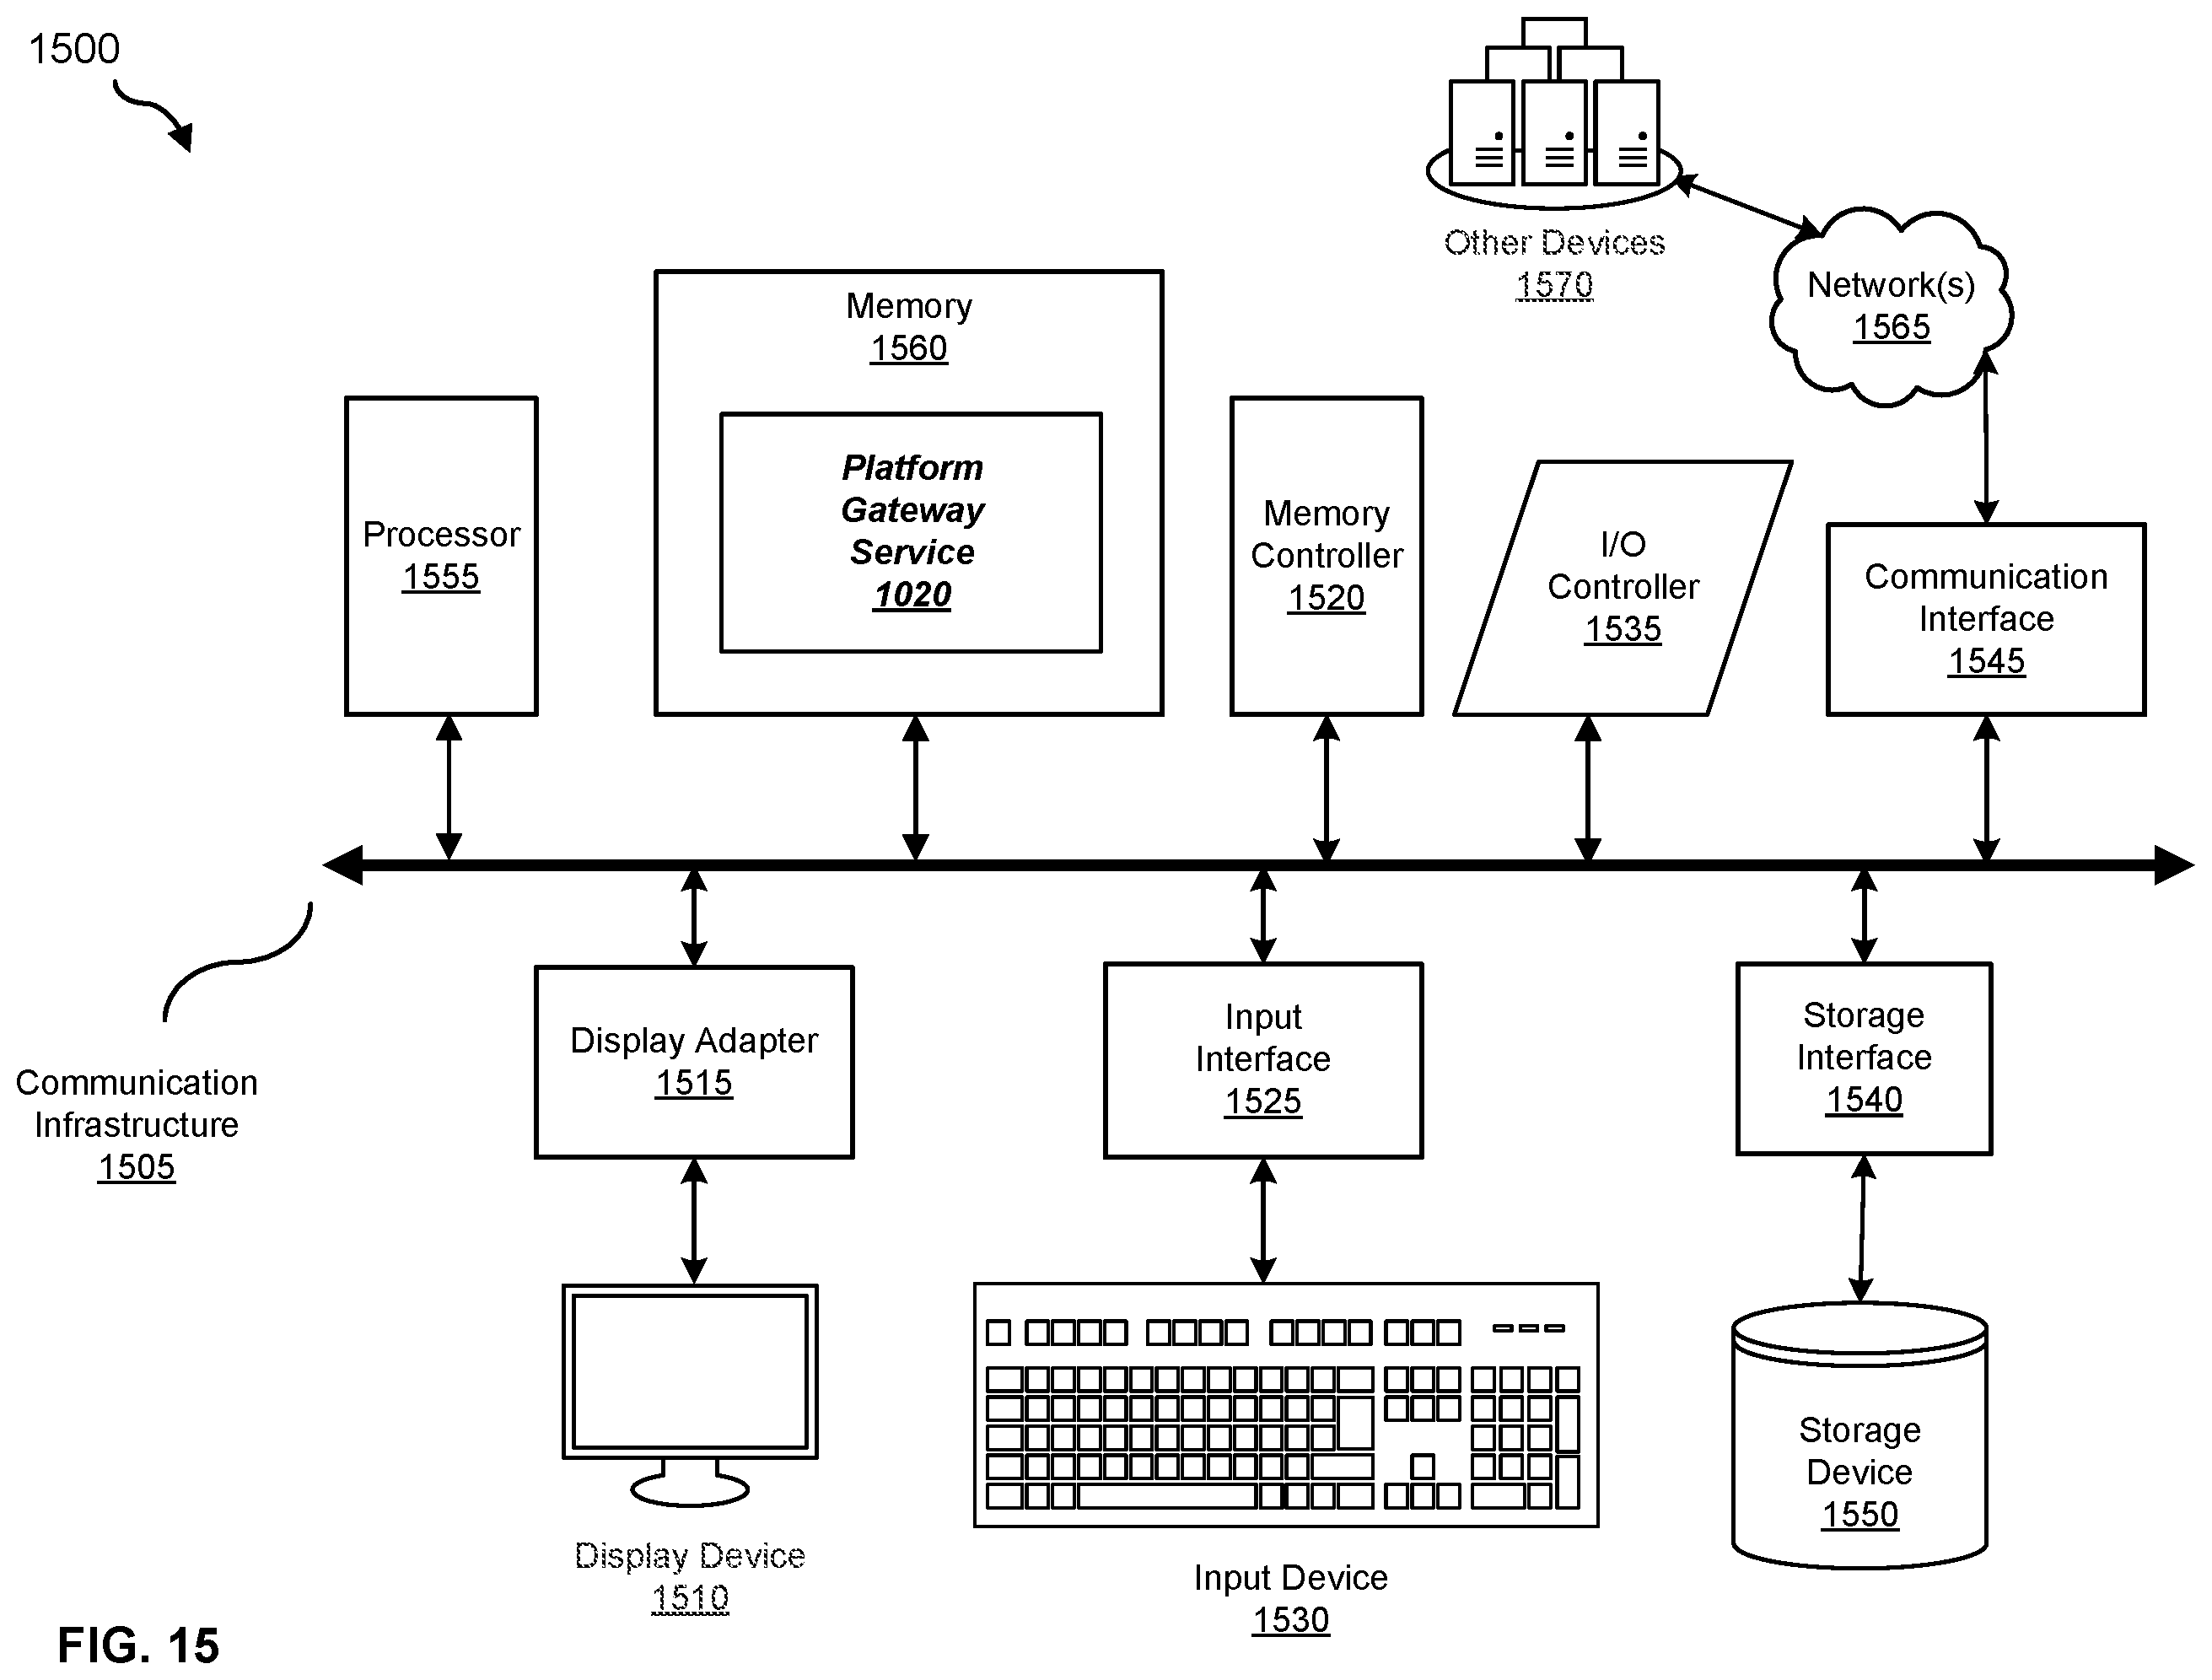 1500
Other Devices
1570
Network(s)
1565
Memory
1560
Platform
Gateway
Service
1020
Processor
1555
Memory
Controller
1520
I/O
Controller
1535
Communication
Interface
1545
Communication
Infrastructure
1505
Display Adapter
1515
Input
Interface
1525
Storage
Interface
1540
Display Device
1510
Input Device
1530
Storage
Device
1550
FIG. 15